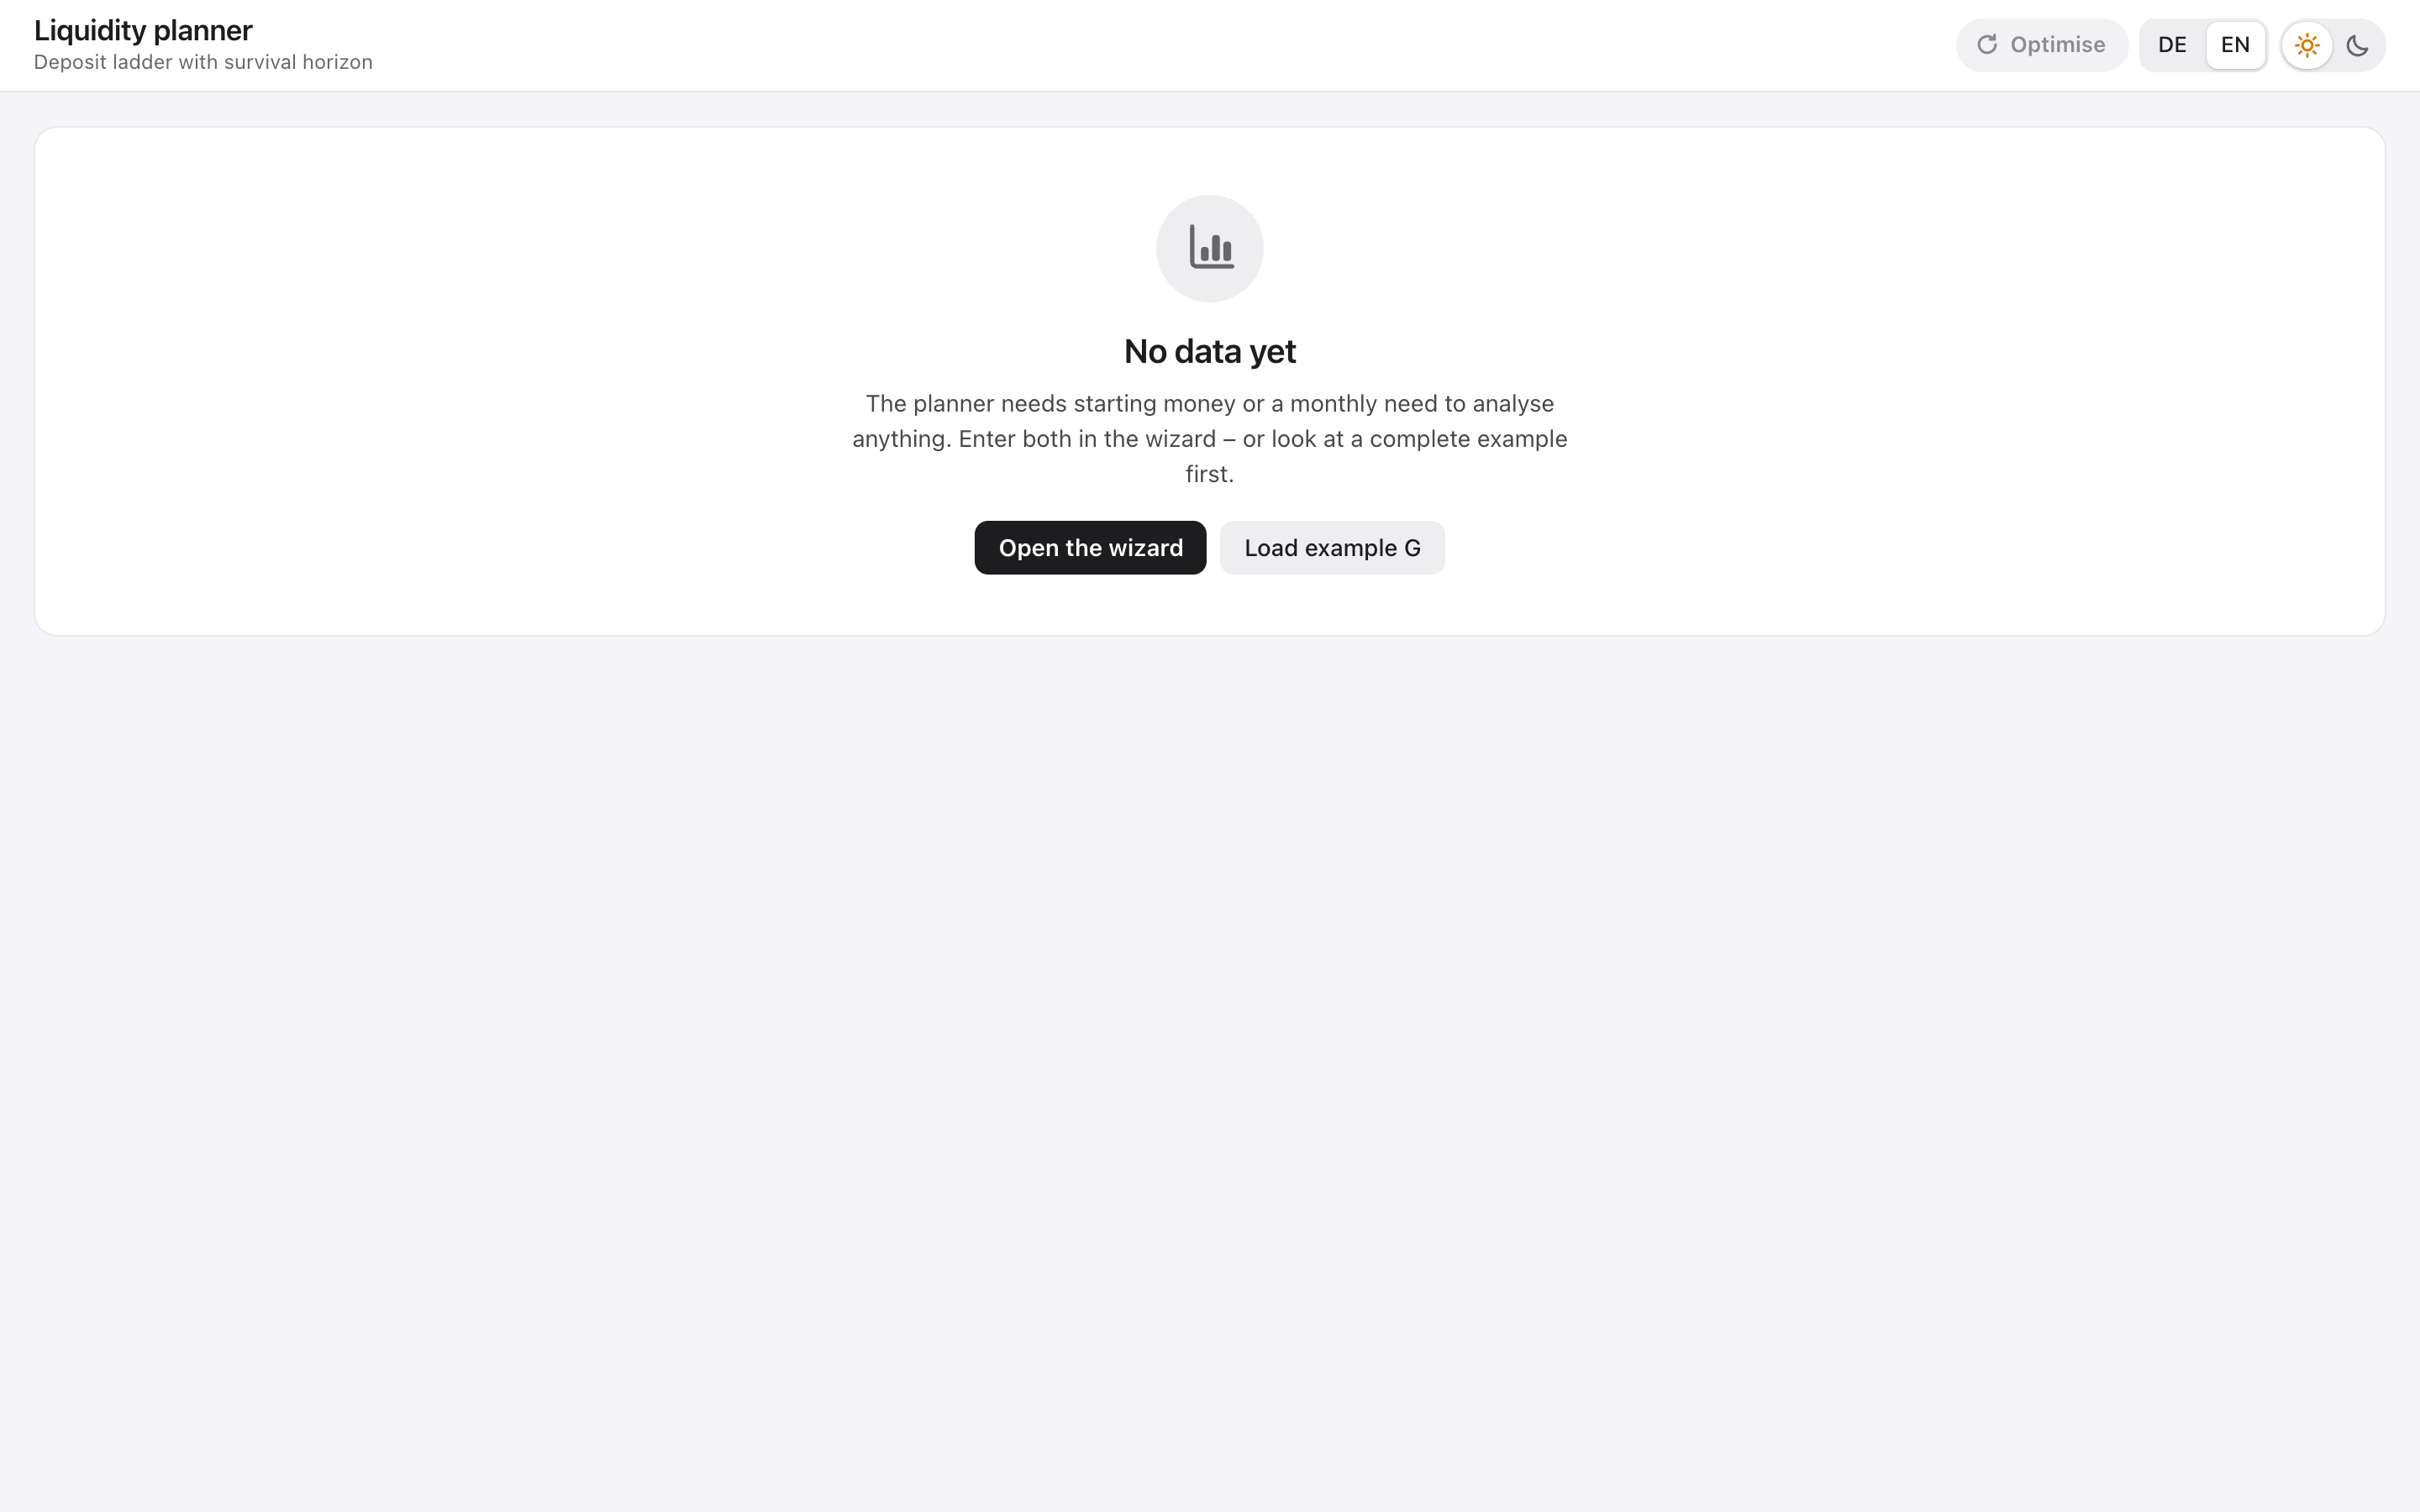 Liquidity planner
Deposit ladder with survival horizon
Optimise
DE
EN
No data yet
The planner needs starting money or a monthly need to analyse
anything. Enter both in the wizard – or look at a complete example
first.
Open the wizard
Load example G